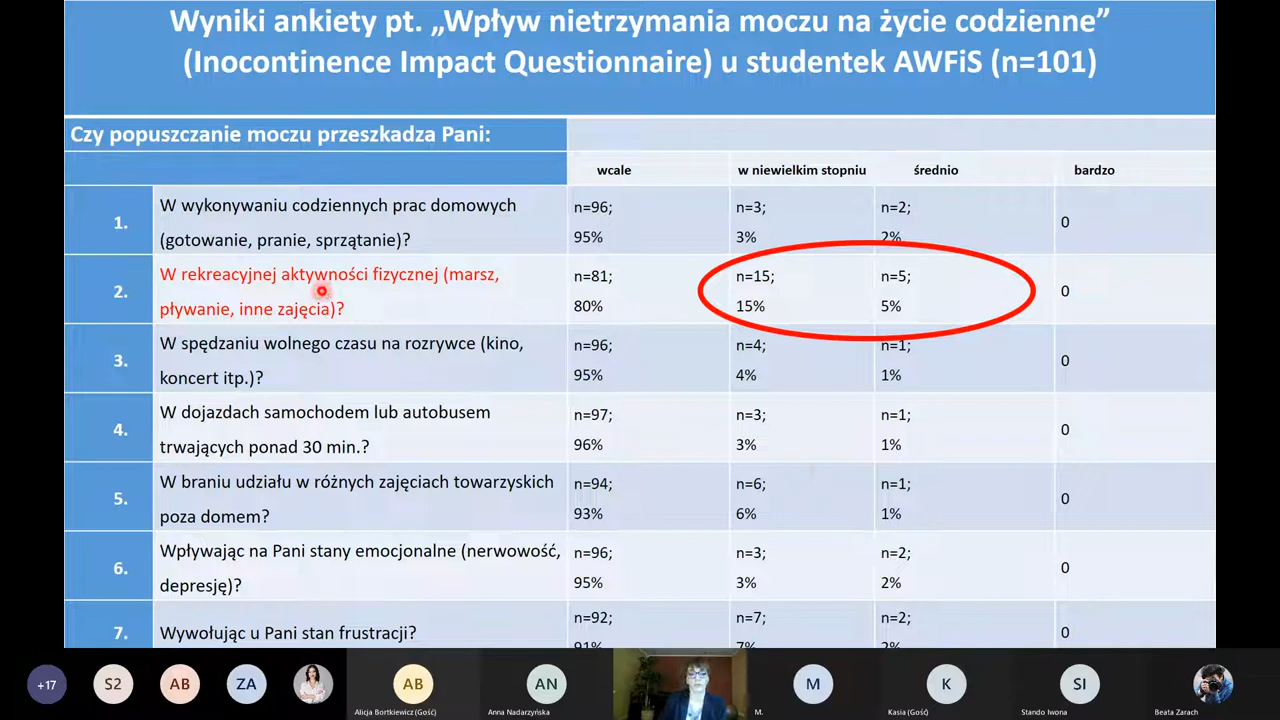 Wyniki ankiety pt. „Wpływ nietrzymania moczu na życie codzienne”
(Inocontinence Impact Questionnaire) u studentek AWFiS (n=101)
Czy popuszczanie moczu przeszkadza Pani:
wcale w niewielkim stopniu średnio bardzo
1. W wykonywaniu codziennych prac domowych
(gotowanie, pranie, sprzątanie)?
n=96; n=3; n=2; 0
95% 3% 2%
2. W rekreacyjnej aktywności fizycznej (marsz,
pływanie, inne zajęcia)?
n=81; n=15; n=5; 0
80% 15% 5%
3. W spędzaniu wolnego czasu na rozrywce (kino,
koncert itp.)?
n=96; n=4; n=1; 0
95% 4% 1%
4. W dojazdach samochodem lub autobusem
trwających ponad 30 min.?
n=97; n=3; n=1; 0
96% 3% 1%
5. W braniu udziału w różnych zajęciach towarzyskich
poza domem?
n=94; n=6; n=1; 0
93% 6% 1%
6. Wpływając na Pani stany emocjonalne (nerwowość,
depresję)?
n=96; n=3; n=2; 0
95% 3% 2%
7. Wywołując u Pani stan frustracji?
n=92; n=7; n=2; 0
91% 7% 2%
+17 S2 AB ZA AB AN M K SI
Alicja Bortkiewicz (Gość) Anna Nadarzyńska M. Kasia (Gość) Stando Iwona Beata Zarach